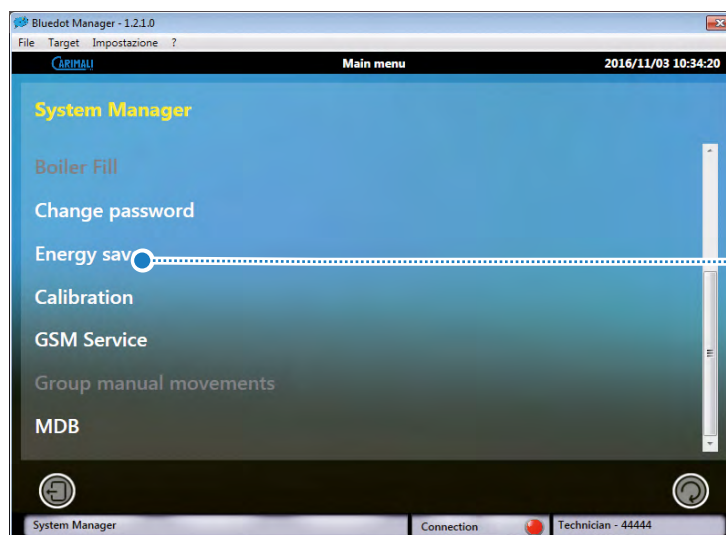 Bluedot Manager - 1.2.1.0
File Target Impostazione ?
CARIMALI Main menu 2016/11/03 10:34:20
System Manager
Boiler Fill
Change password
Energy sav
Calibration
GSM Service
Group manual movements
MDB
System Manager Connection Technician - 44444